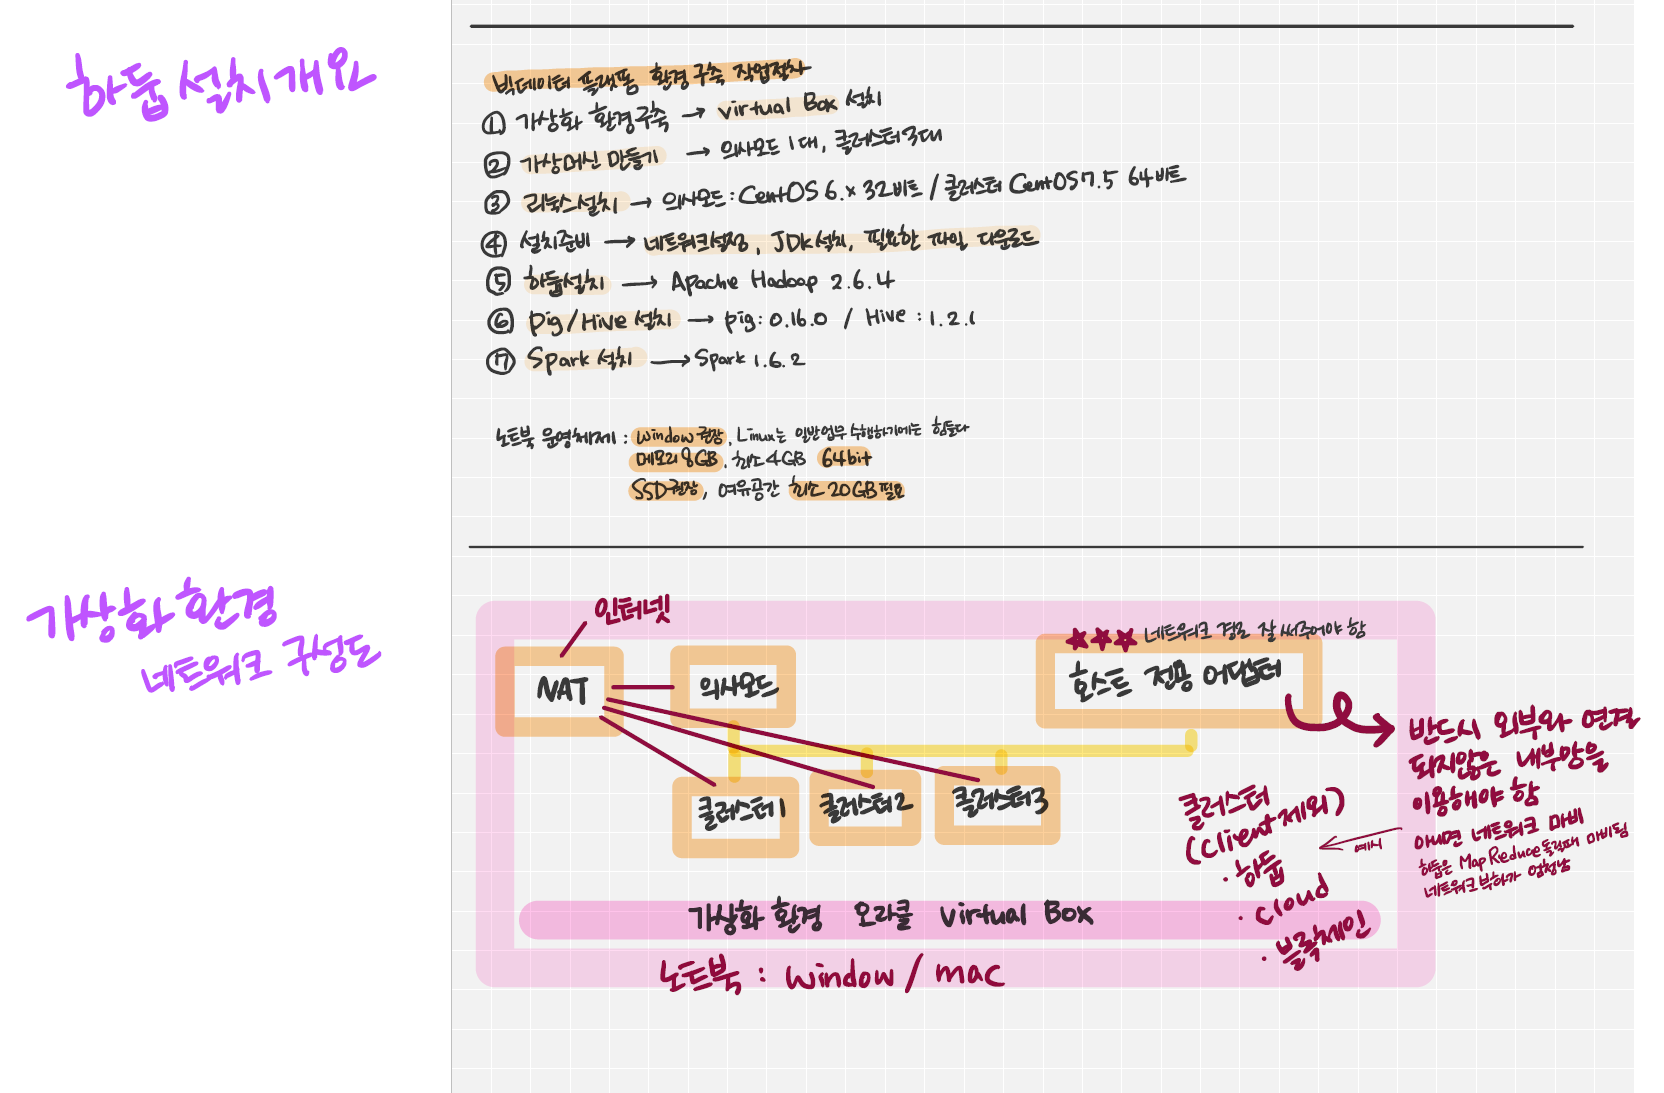 하둡 설치 개요
빅데이터 플랫폼 환경 구축 작업절차
① 가상화 환경구축 → virtual Box 설치
② 가상머신 만들기 → 의사모드 1대, 클러스터 3대
③ 리눅스설치 → 의사모드 : CentOS 6.x 32비트 / 클러스터 CentOS 7.5 64비트
④ 설치준비 → 네트워크설정, JDK설치, 필요한 파일 다운로드
⑤ 하둡설치 → Apache Hadoop 2.6.4
⑥ Pig/Hive 설치 → pig : 0.16.0 / Hive : 1.2.1
⑦ Spark 설치 → Spark 1.6.2
노트북 운영체제 : window 권장, Linux는 일반업무 수행하기에는 힘들다
메모리 8GB, 최소 4GB 64bit
SSD 권장, 여유공간 최소 20GB 필요
가상화 환경
네트워크 구성도
인터넷
★★★ 네트워크 경로 잘 써주어야 함
NAT
의사모드
호스트 전용 어댑터
반드시 외부와 연결
되지않은 내부망을
이용해야 함
아니면 네트워크 마비
하둡은 MapReduce 돌릴때 마비됨
네트워크 부하가 엄청남
예시
클러스터1
클러스터2
클러스터3
클러스터
(client 제외)
· 하둡
· cloud
· 블록체인
가상화 환경 오라클 virtual Box
노트북 : window / mac